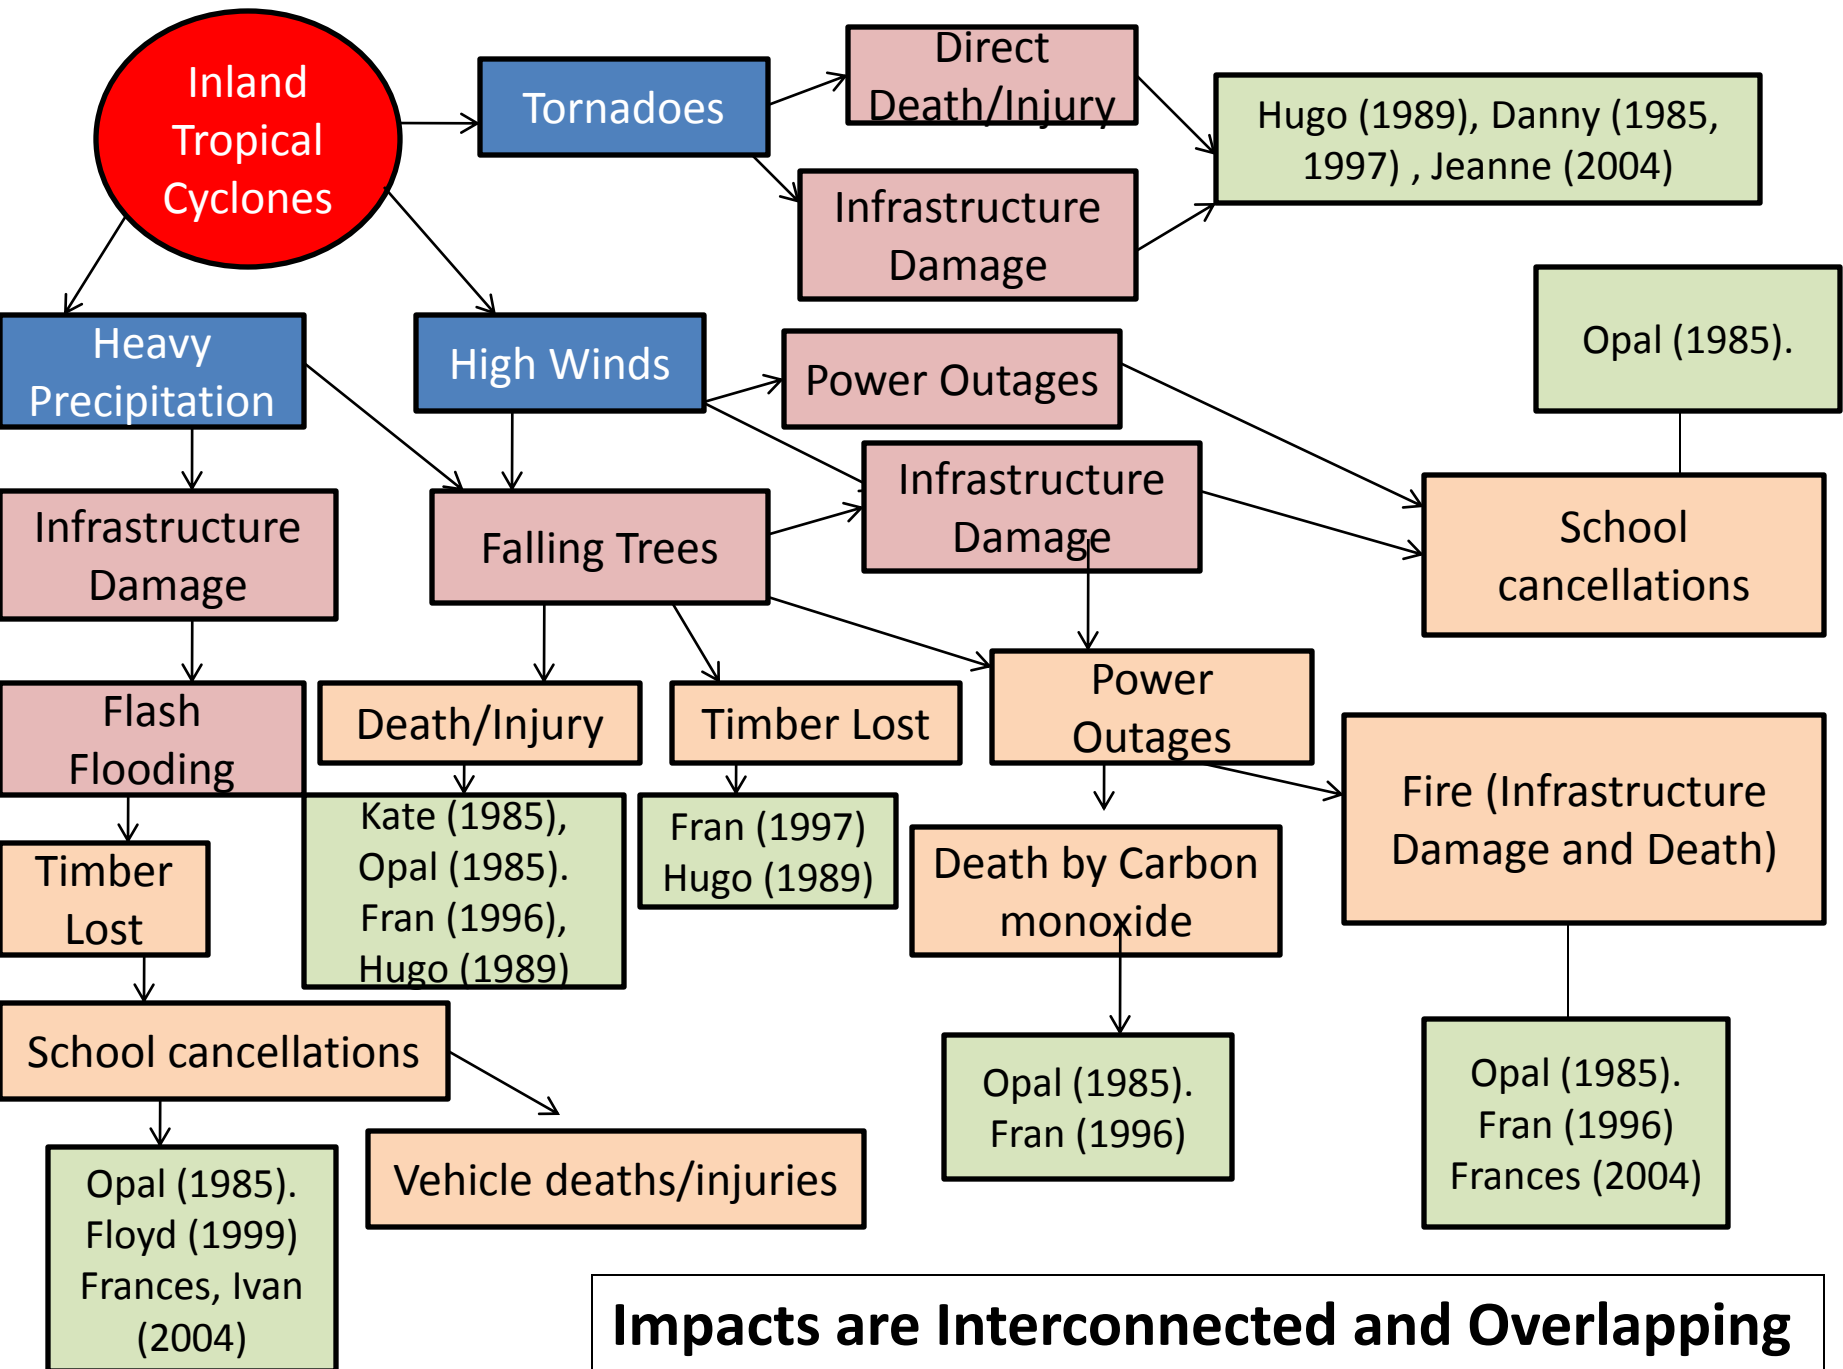 Inland
Tropical
Cyclones
Tornadoes
Direct
Death/Injury
Hugo (1989), Danny (1985,
1997) , Jeanne (2004)
Infrastructure
Damage
Opal (1985).
Heavy
Precipitation
High Winds
Power Outages
Infrastructure
Damage
School
cancellations
Infrastructure
Damage
Falling Trees
Flash
Flooding
Death/Injury
Timber Lost
Power
Outages
Fire (Infrastructure
Damage and Death)
Kate (1985),
Opal (1985).
Fran (1996),
Hugo (1989)
Fran (1997)
Hugo (1989)
Death by Carbon
monoxide
Timber
Lost
School cancellations
Opal (1985).
Fran (1996)
Opal (1985).
Fran (1996)
Frances (2004)
Vehicle deaths/injuries
Opal (1985).
Floyd (1999)
Frances, Ivan
(2004)
Impacts are Interconnected and Overlapping